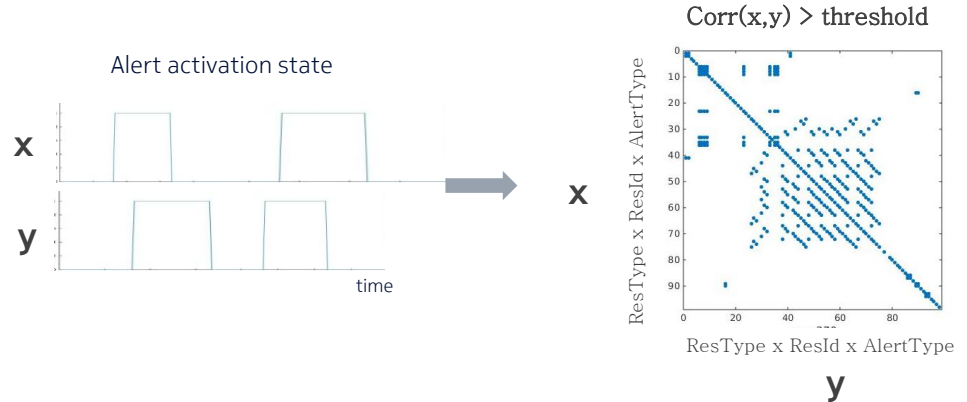 Corr(x,y) > threshold
Alert activation state
x
y
time
x
ResType x ResId x AlertType
0
10
20
30
40
50
60
70
80
90
0
20
40
60
80
ResType x ResId x AlertType
y